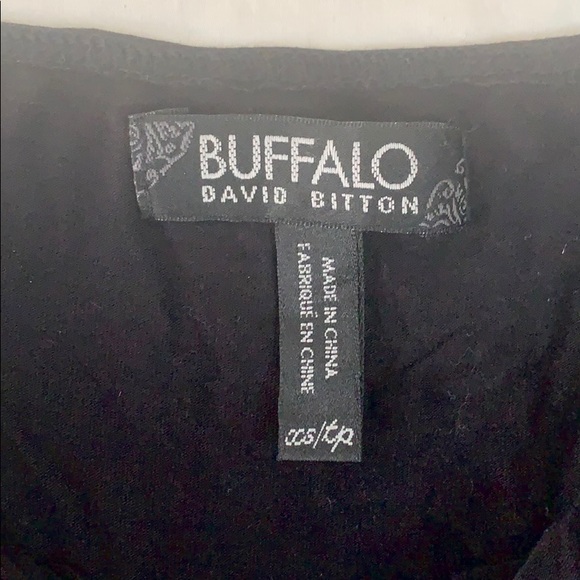 BUFFALO
DAVID BITTON
MADE IN CHINA
FABRIQUÉ EN CHINE
xs/tp